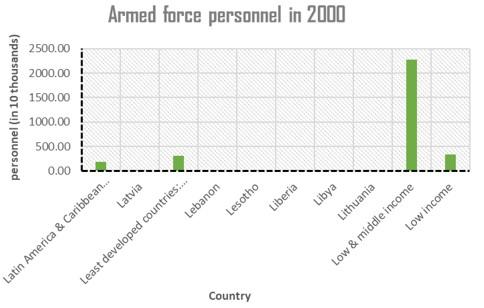 Armed force personnel in 2000
personnel (in 10 thousands)
2500.00
2000.00
1500.00
1000.00
500.00
0.00
Latin America & Caribbean...
Latvia
Least developed countries:...
Lebanon
Lesotho
Liberia
Libya
Lithuania
Low & middle income
Low income
Country